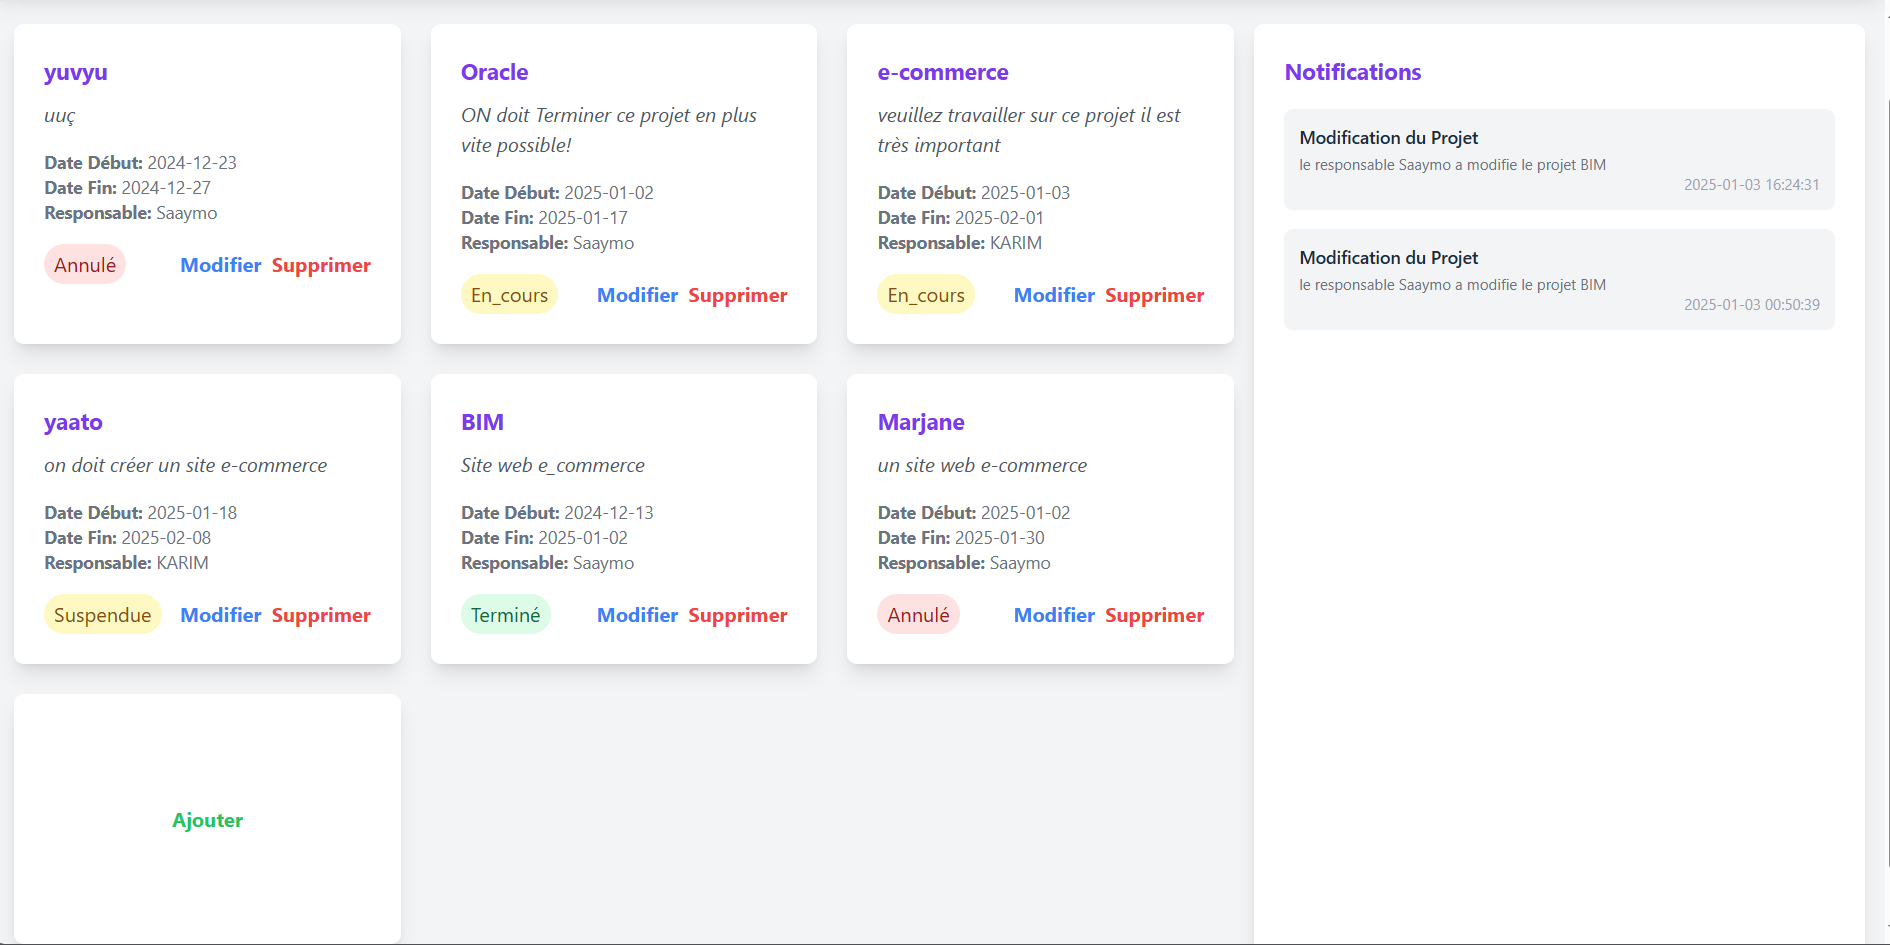 yuvyu
uuç
Date Début: 2024-12-23
Date Fin: 2024-12-27
Responsable: Saaymo
Annulé
Modifier Supprimer
Oracle
ON doit Terminer ce projet en plus
vite possible!
Date Début: 2025-01-02
Date Fin: 2025-01-17
Responsable: Saaymo
En_cours
Modifier Supprimer
e-commerce
veuillez travailler sur ce projet il est
très important
Date Début: 2025-01-03
Date Fin: 2025-02-01
Responsable: KARIM
En_cours
Modifier Supprimer
yaato
on doit créer un site e-commerce
Date Début: 2025-01-18
Date Fin: 2025-02-08
Responsable: KARIM
Suspendue
Modifier Supprimer
BIM
Site web e_commerce
Date Début: 2024-12-13
Date Fin: 2025-01-02
Responsable: Saaymo
Terminé
Modifier Supprimer
Marjane
un site web e-commerce
Date Début: 2025-01-02
Date Fin: 2025-01-30
Responsable: Saaymo
Annulé
Modifier Supprimer
Ajouter
Notifications
Modification du Projet
le responsable Saaymo a modifie le projet BIM
2025-01-03 16:24:31
Modification du Projet
le responsable Saaymo a modifie le projet BIM
2025-01-03 00:50:39